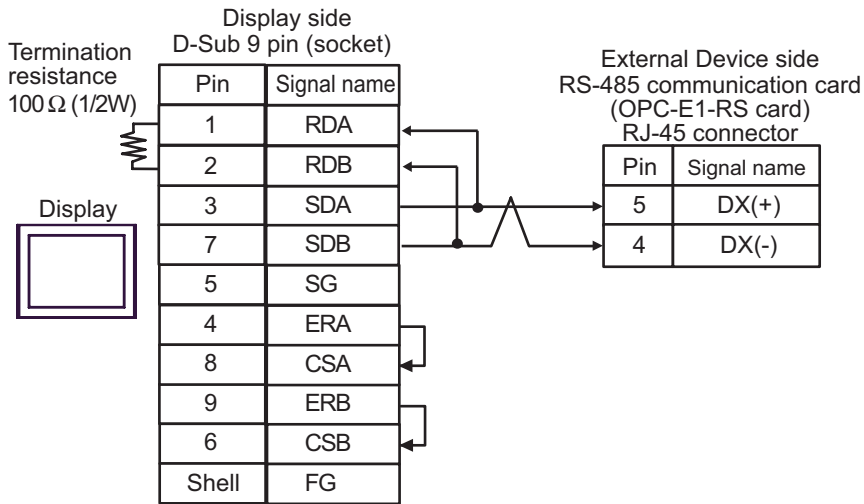 Display side
D-Sub 9 pin (socket)
Termination
resistance
100Ω (1/2W)
Pin Signal name
1 RDA
2 RDB
3 SDA
7 SDB
5 SG
4 ERA
8 CSA
9 ERB
6 CSB
Shell FG
Display
External Device side
RS-485 communication card
(OPC-E1-RS card)
RJ-45 connector
Pin Signal name
5 DX(+)
4 DX(-)